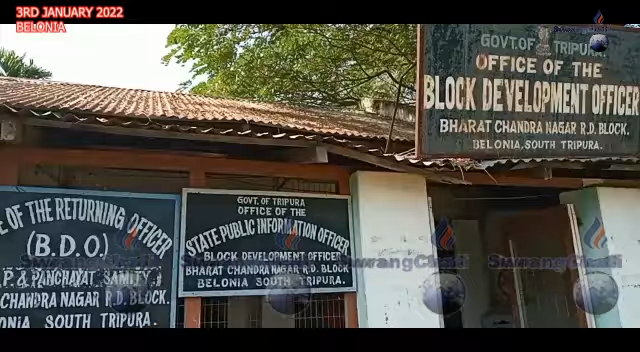 3RD JANUARY 2022
BELONIA
GOVT. OF TRIPURA
OFFICE OF THE
BLOCK DEVELOPMENT OFFICER
BHARAT CHANDRA NAGAR R.D. BLOCK.
BELONIA, SOUTH TRIPURA.
E OF THE RETURNING OFFICER
(B.D.O)
P. & PANCHAYAT SAMITY
CHANDRA NAGAR R.D. BLOCK.
ONIA, SOUTH TRIPURA.
GOVT. OF TRIPURA
OFFICE OF THE
STATE PUBLIC INFORMATION OFFICER
BLOCK DEVELOPMENT OFFICER
BHARAT CHANDRA NAGAR R.D. BLOCK
BELONIA SOUTH TRIPURA.